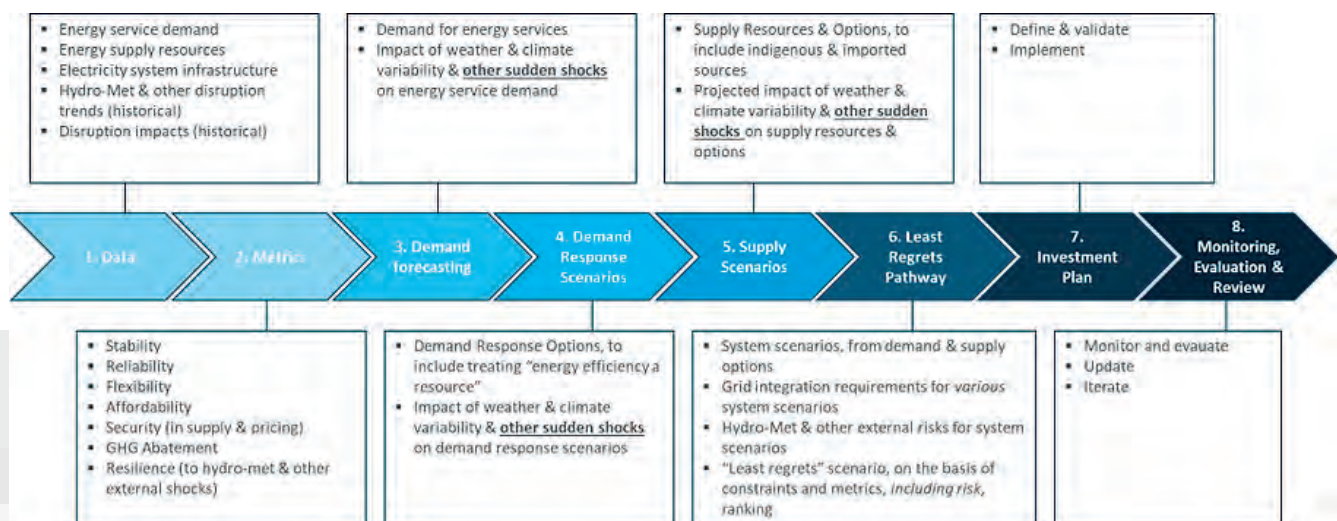 ▪ Energy service demand
▪ Energy supply resources
▪ Electricity system infrastructure
▪ Hydro-Met & other disruption
trends (historical)
▪ Disruption impacts (historical)
▪ Demand for energy services
▪ Impact of weather & climate
variability & other sudden shocks
on energy service demand
▪ Supply Resources & Options, to
include indigenous & imported
sources
▪ Projected impact of weather &
climate variability & other sudden
shocks on supply resources &
options
▪ Define & validate
▪ Implement
1. Data
2. Metrics
3. Demand
forecasting
4. Demand
Response
Scenarios
5. Supply
Scenarios
6. Least
Regrets
Pathway
7.
Investment
Plan
8.
Monitoring,
Evaluation &
Review
▪ Stability
▪ Reliability
▪ Flexibility
▪ Affordability
▪ Security (in supply & pricing)
▪ GHG Abatement
▪ Resilience (to hydro-met & other
external shocks)
▪ Demand Response Options, to
include treating "energy efficiency a
resource"
▪ Impact of weather & climate
variability & other sudden shocks
on demand response scenarios
▪ System scenarios, from demand & supply
options
▪ Grid integration requirements for various
system scenarios
▪ Hydro-Met & other external risks for system
scenarios
▪ "Least regrets" scenario, on the basis of
constraints and metrics, including risk,
ranking
▪ Monitor and evauate
▪ Update
▪ Iterate